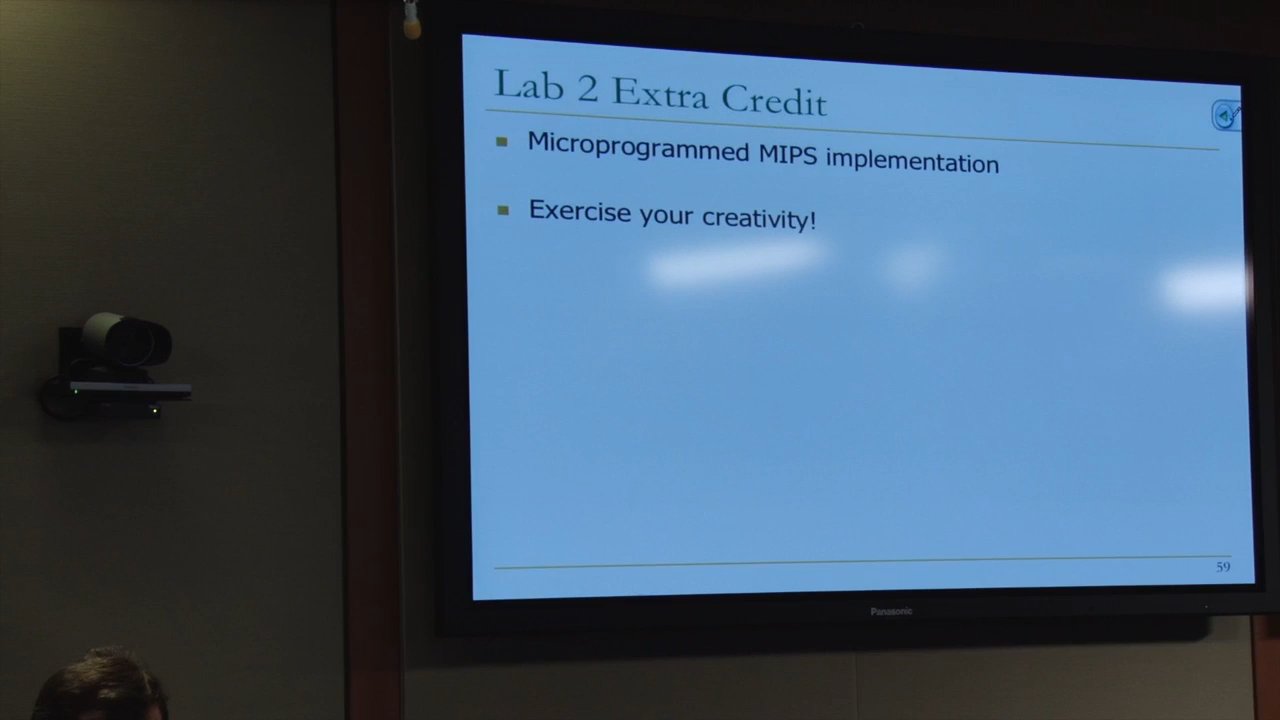 Lab 2 Extra Credit
Microprogrammed MIPS implementation
Exercise your creativity!
59
Panasonic